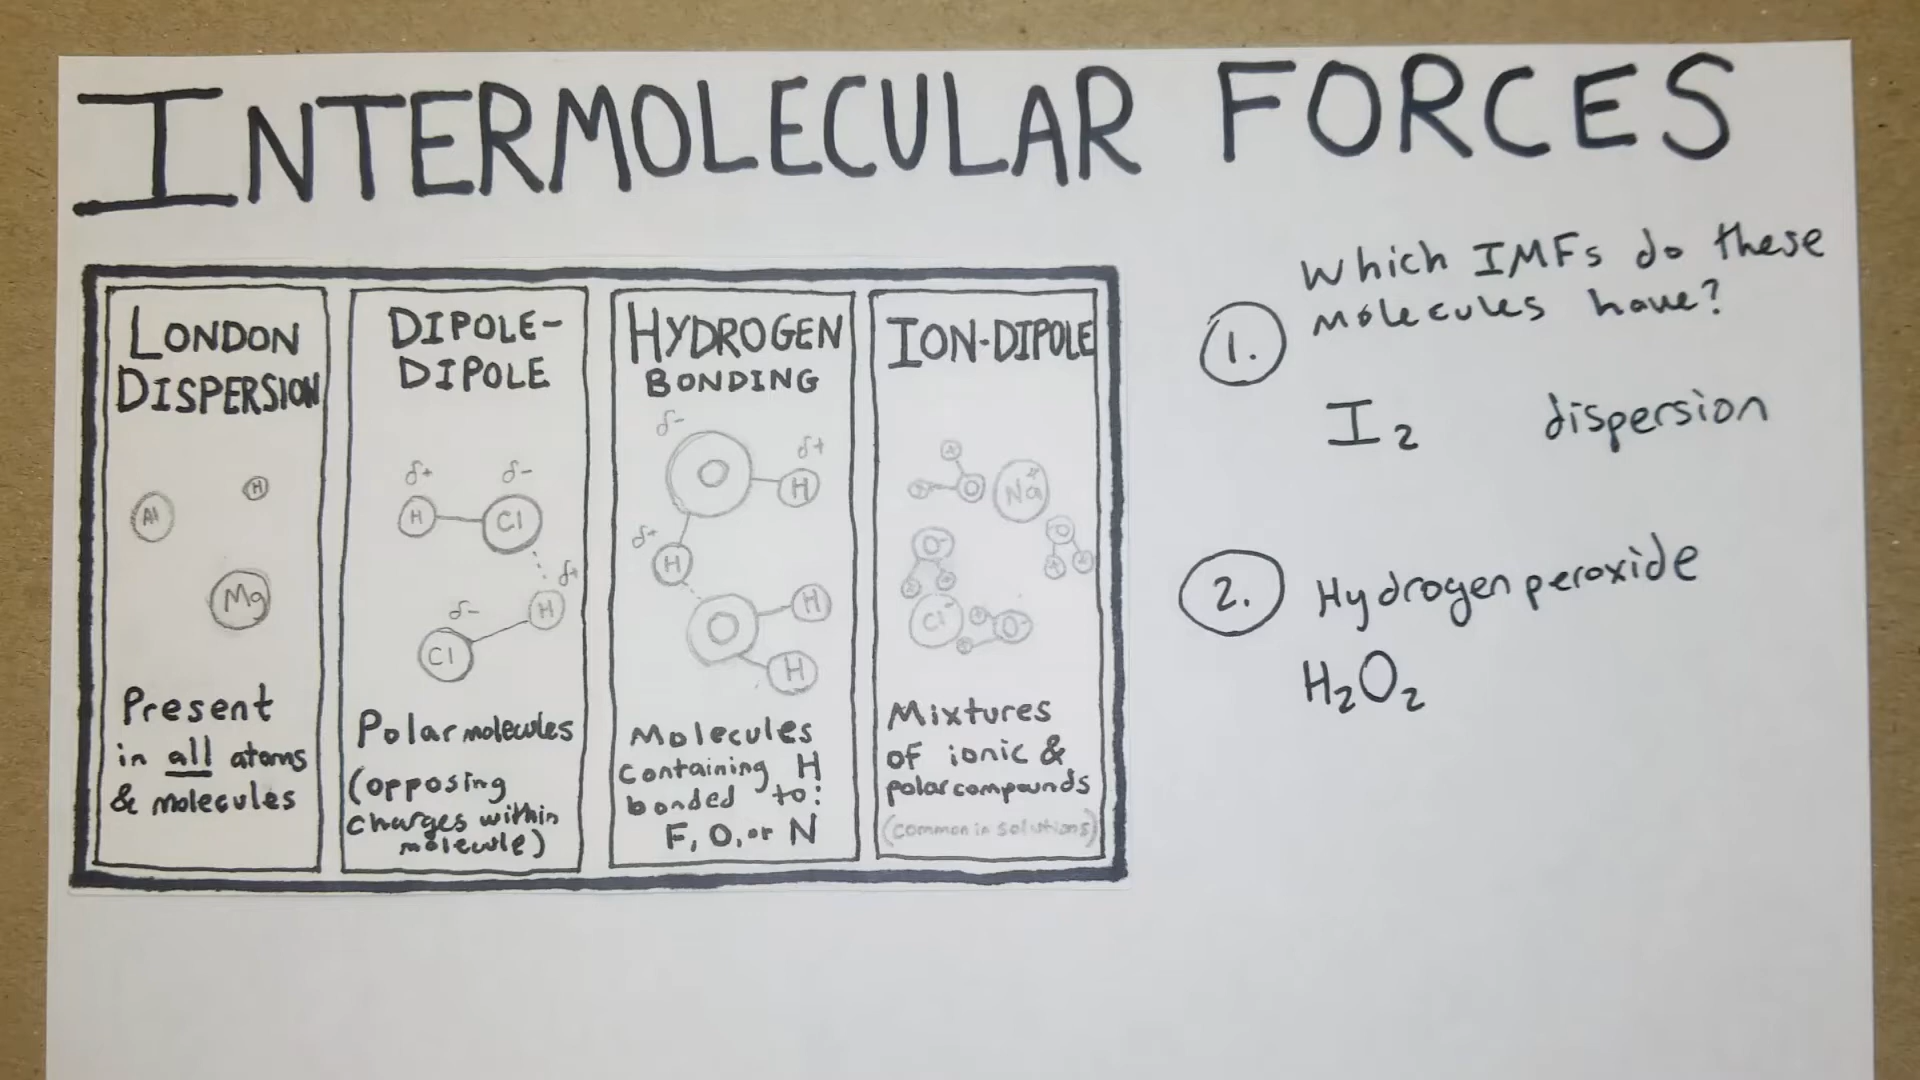 INTERMOLECULAR FORCES
LONDON
DISPERSION
Al
H
Mg
Present
in all atoms
& molecules
DIPOLE-
DIPOLE
δ+ δ-
H Cl
δ+
δ- H
Cl
Polar molecules
(opposing
charges within
molecule)
HYDROGEN
BONDING
δ-
δ+
O H
δ+
H
H
O
H
Molecules
containing H
bonded to:
F, O, or N
ION-DIPOLE
Na+
O
O
O-
Cl-
O-
Mixtures
of ionic &
polar compounds
(common in solutions)
Which IMFs do these
molecules have?
1.
I2 dispersion
2. Hydrogen peroxide
H2O2